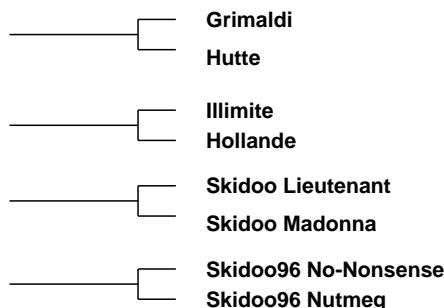 Grimaldi
Hutte
Illimite
Hollande
Skidoo Lieutenant
Skidoo Madonna
Skidoo96 No-Nonsense
Skidoo96 Nutmeg